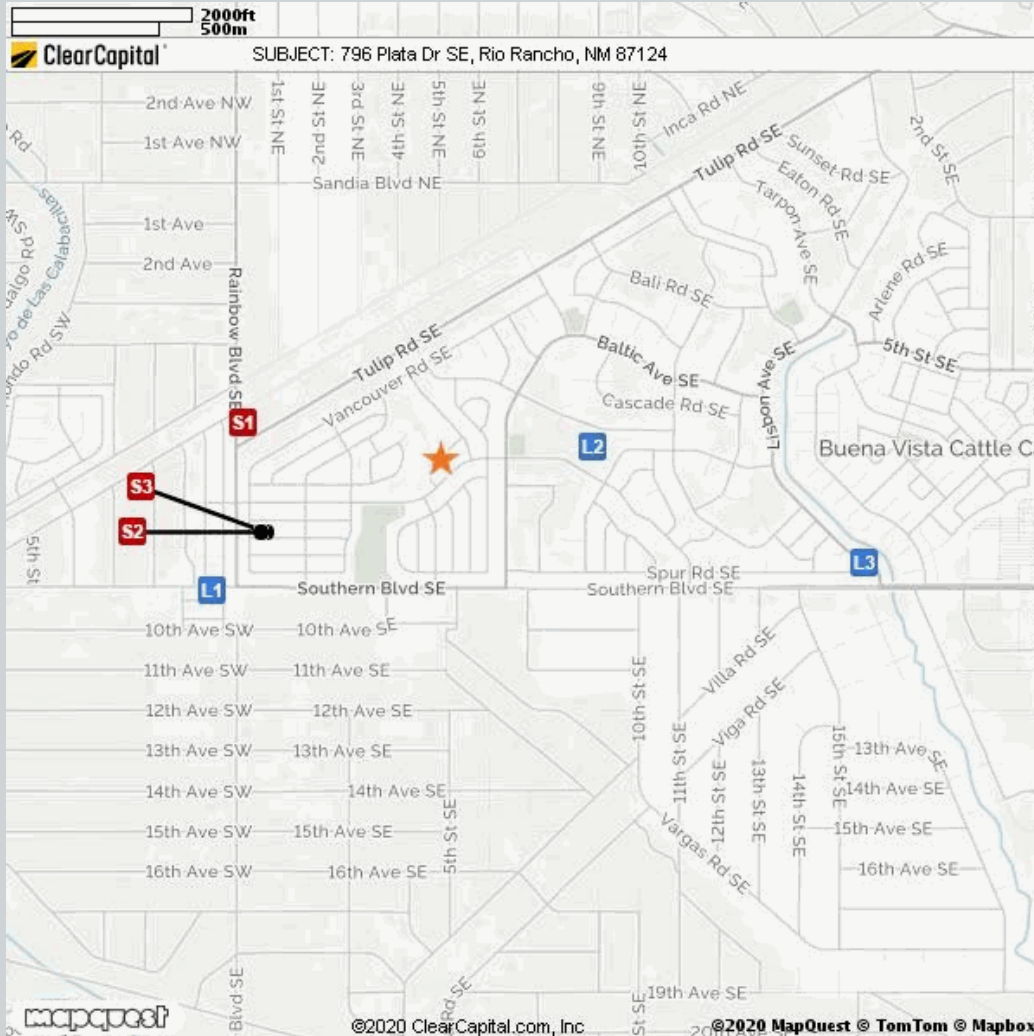 2000ft
500m
ClearCapital
SUBJECT: 796 Plata Dr SE, Rio Rancho, NM 87124
2nd Ave NW
1st Ave NW
1st St NE
2nd St NE
3rd St NE
4th St NE
5th St NE
6th St NE
9th St NE
10th St NE
Inca Rd NE
Tulip Rd SE
Sunset Rd SE
Eaton Rd SE
Tarpon Ave SE
2nd St SE
Sandia Blvd NE
Rd
1st Ave
2nd Ave
Rainbow Blvd SE
Bali Rd SE
Arlene Rd SE
Tulip Rd SE
Vancouver Rd SE
Baltic Ave SE
Cascade Rd SE
Lisbon Ave SE
5th St SE
S1
L2
Buena Vista Cattle C
S3
S2
5th St
L1
L3
Southern Blvd SE
Spur Rd SE
Southern Blvd SE
10th Ave SW
10th Ave SE
11th Ave SW
11th Ave SE
12th Ave SW
12th Ave SE
13th Ave SW
13th Ave SE
14th Ave SW
14th Ave SE
15th Ave SW
15th Ave SE
16th Ave SW
16th Ave SE
5th St SE
10th St SE
11th St SE
12th St SE
13th St SE
14th St SE
15th St SE
Villa Rd SE
Viga Rd SE
Vargas Rd SE
13th Ave SE
14th Ave SE
15th Ave SE
16th Ave SE
19th Ave SE
Blvd SE
Rd SE
St SE
mapquest
©2020 ClearCapital.com, Inc
©2020 MapQuest © TomTom © Mapbo